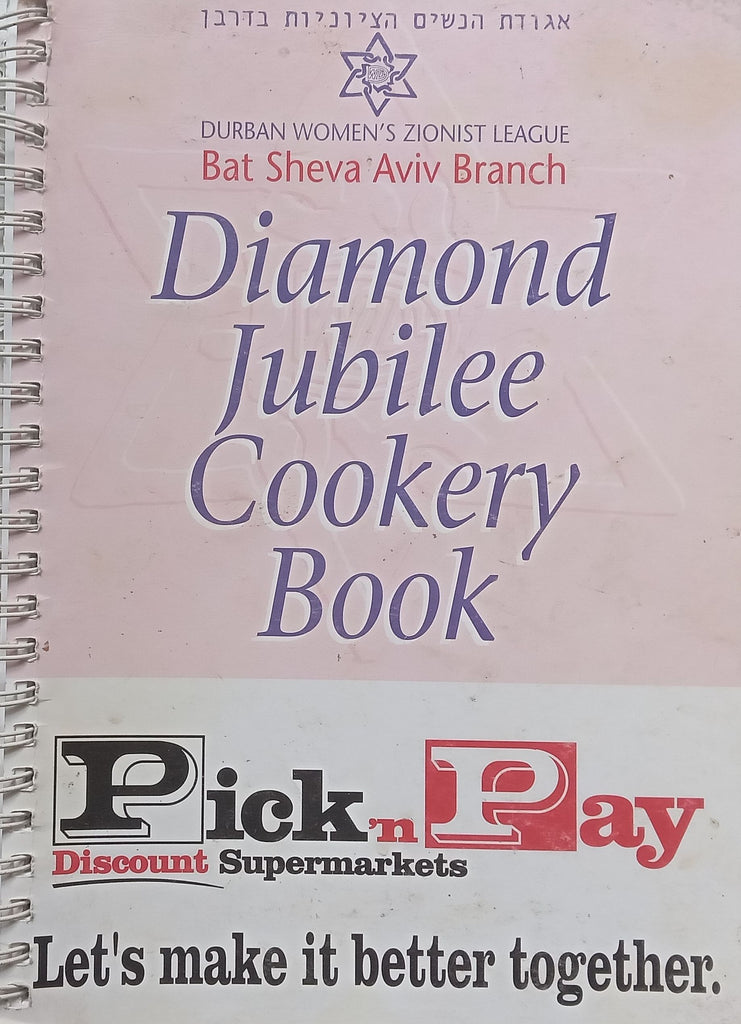 אגודת הנשים הציוניות בדרבן
DURBAN WOMEN'S ZIONIST LEAGUE
Bat Sheva Aviv Branch
Diamond
Jubilee
Cookery
Book
Pick 'n Pay
Discount Supermarkets
Let's make it better together.